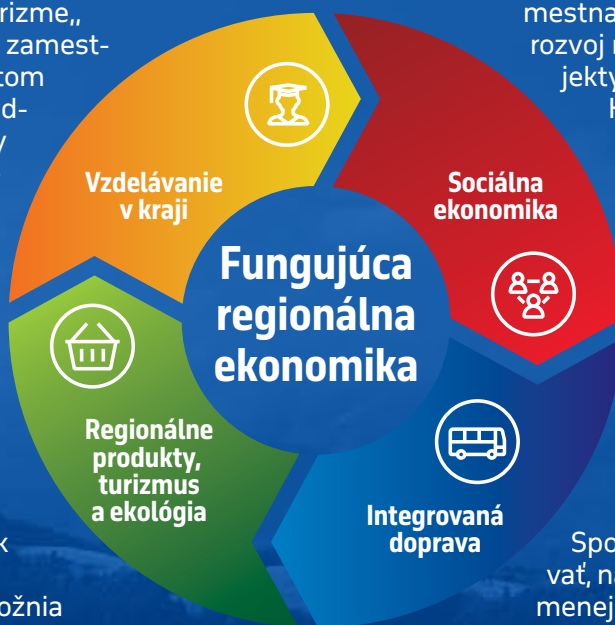 rizme,,
zamest-
tom
d-
mestna
rozvoj
jekty
Vzdelávanie
v kraji
Sociálna
ekonomika
Fungujúca
regionálna
ekonomika
Regionálne
produkty,
turizmus
a ekológia
Integrovaná
doprava
k
ožnia
Spo
vať, na
menej